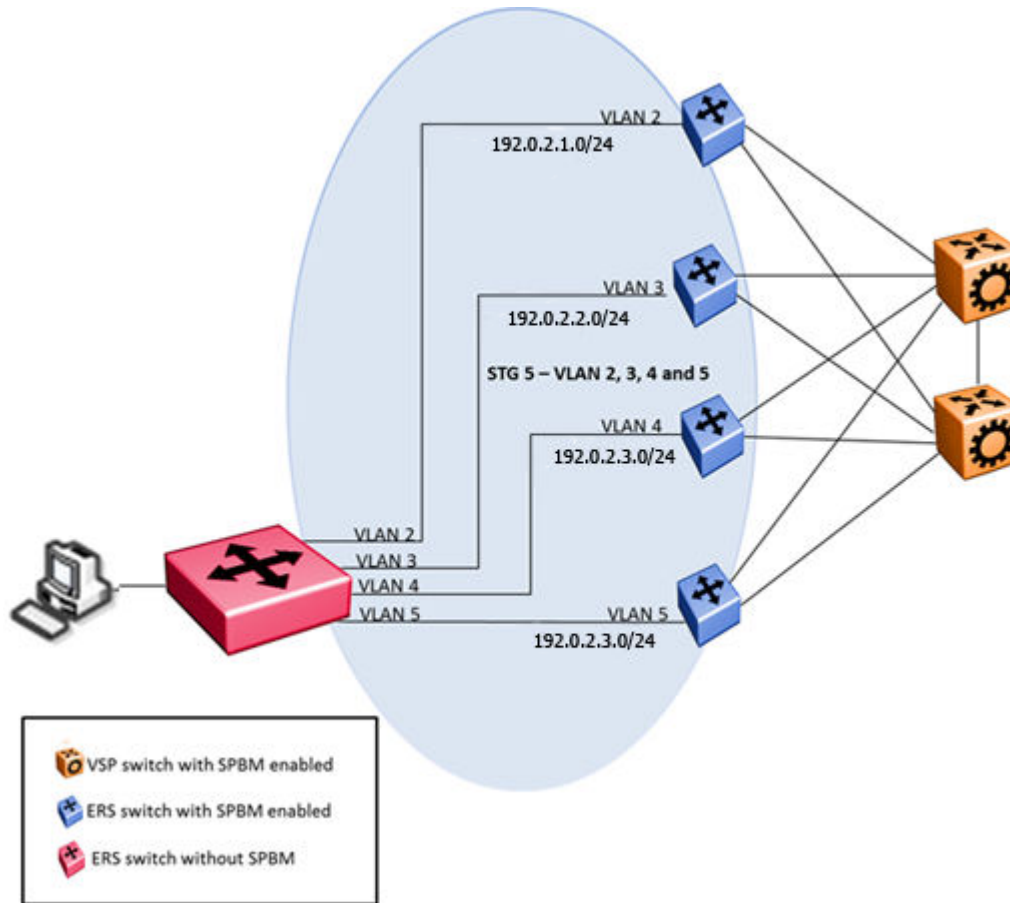 VLAN 2
192.0.2.1.0/24
VLAN 3
192.0.2.2.0/24
STG 5 – VLAN 2, 3, 4 and 5
VLAN 4
192.0.2.3.0/24
VLAN 2
VLAN 3
VLAN 4
VLAN 5
VLAN 5
192.0.2.3.0/24
VSP switch with SPBM enabled
ERS switch with SPBM enabled
ERS switch without SPBM